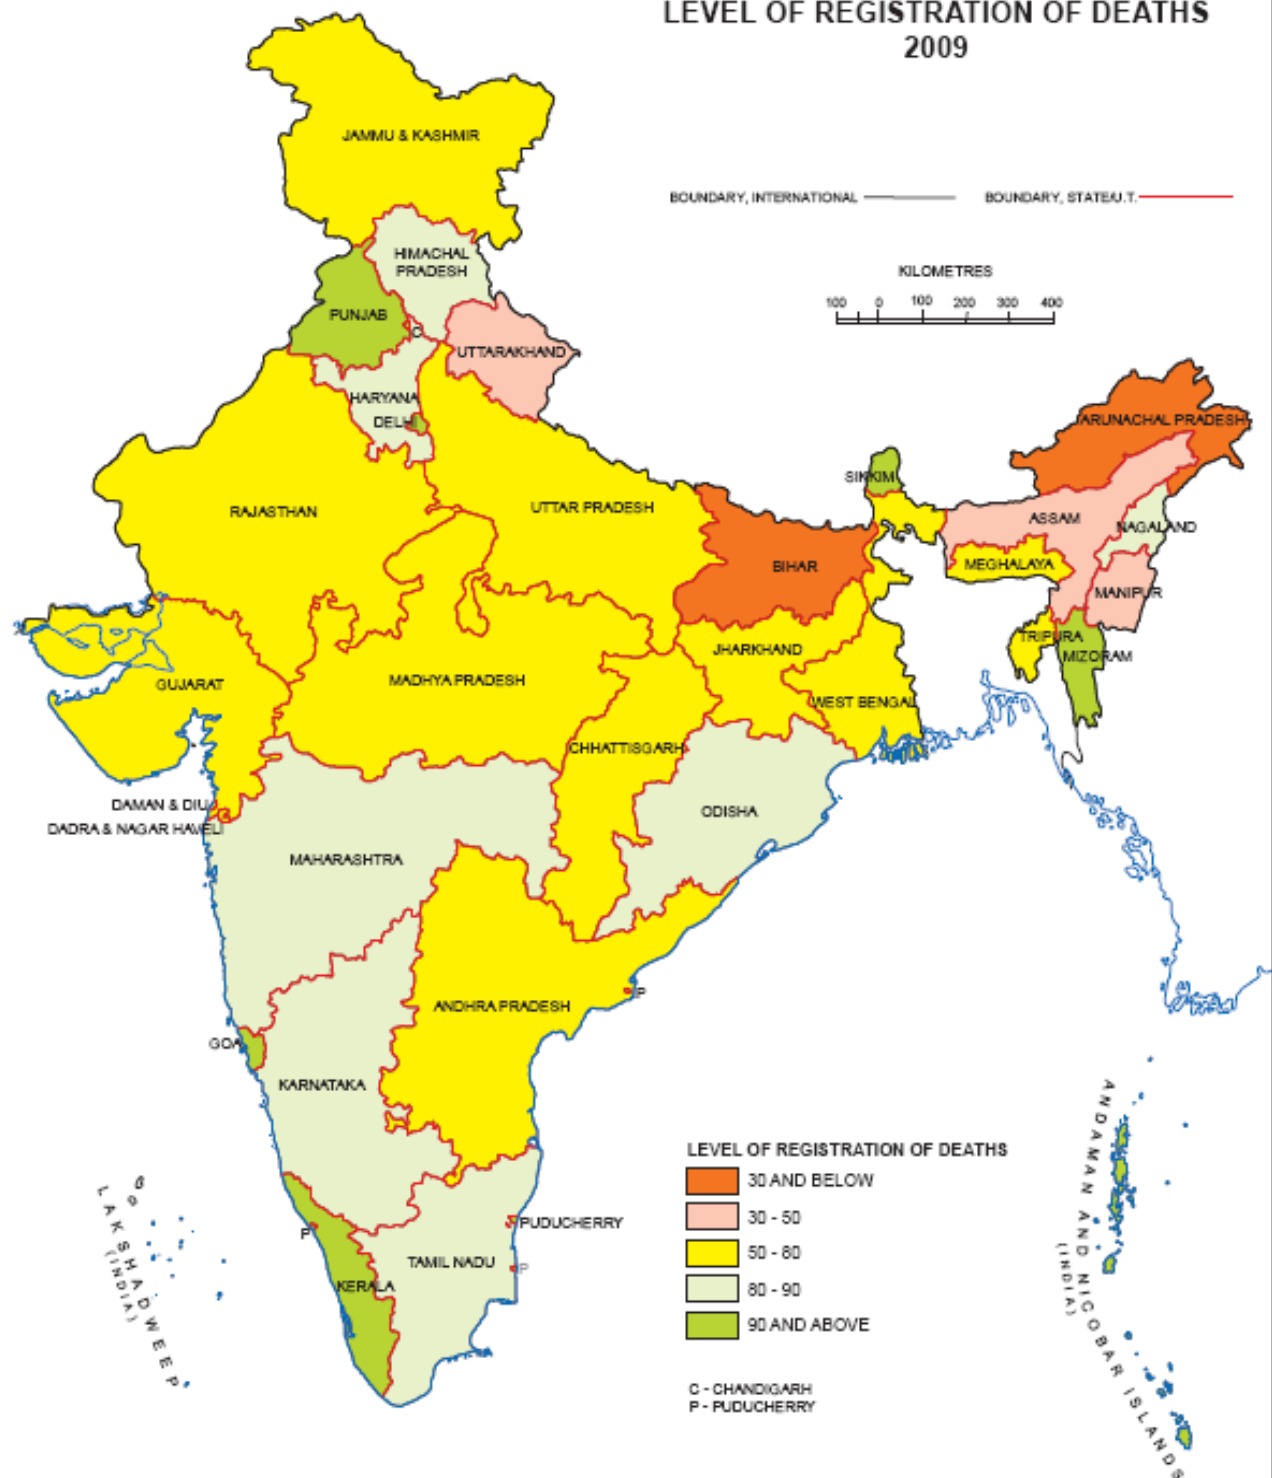 LEVEL OF REGISTRATION OF DEATHS
2009
JAMMU & KASHMIR
BOUNDARY, INTERNATIONAL
BOUNDARY, STATE/U.T.
HIMACHAL
PRADESH
KILOMETRES
100 0 100 200 300 400
PUNJAB
C
UTTARAKHAND
HARYANA
DELHI
ARUNACHAL PRADESH
SIKKIM
RAJASTHAN
UTTAR PRADESH
ASSAM
NAGALAND
BIHAR
MEGHALAYA
MANIPUR
TRIPURA
JHARKHAND
MIZORAM
GUJARAT
MADHYA PRADESH
WEST BENGAL
CHHATTISGARH
DAMAN & DIU
ODISHA
DADRA & NAGAR HAVELI
MAHARASHTRA
P
ANDHRA PRADESH
GOA
KARNATAKA
ANDAMAN AND NICOBAR ISLANDS
(INDIA)
LAKSHADWEEP
(INDIA)
P
PUDUCHERRY
TAMIL NADU
P
KERALA
LEVEL OF REGISTRATION OF DEATHS
30 AND BELOW
30 - 50
50 - 80
80 - 90
90 AND ABOVE
C - CHANDIGARH
P - PUDUCHERRY